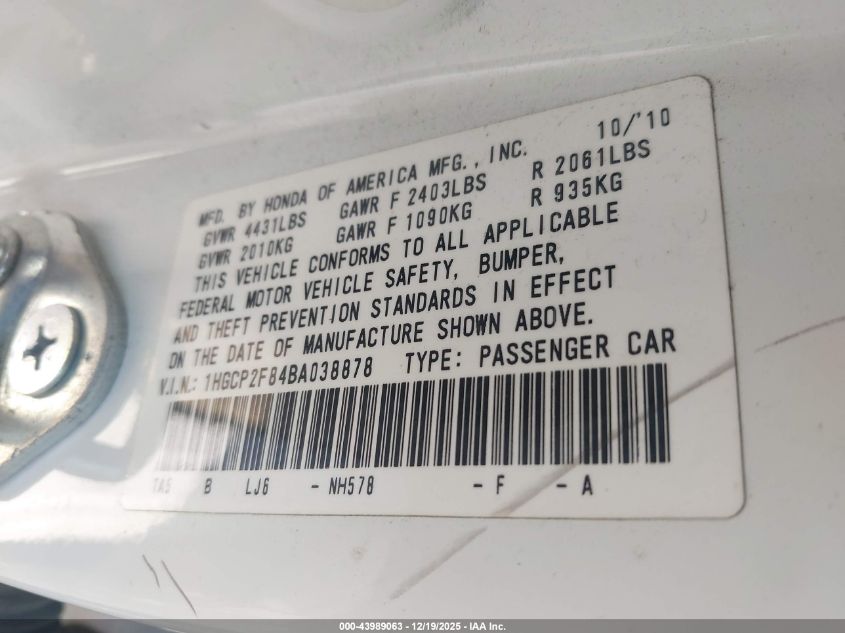 10/'10
MFD. BY HONDA OF AMERICA MFG., INC.
GVWR 4431LBS GAWR F 2403LBS R 2061LBS
GVWR 2010KG GAWR F 1090KG R 935KG
THIS VEHICLE CONFORMS TO ALL APPLICABLE
FEDERAL MOTOR VEHICLE SAFETY, BUMPER,
AND THEFT PREVENTION STANDARDS IN EFFECT
ON THE DATE OF MANUFACTURE SHOWN ABOVE.
V.I.N.: 1HGCP2F84BA038878 TYPE: PASSENGER CAR
TA5 B LJ6 - NH578 - F - A
000-43989063 - 12/19/2025 - IAA Inc.